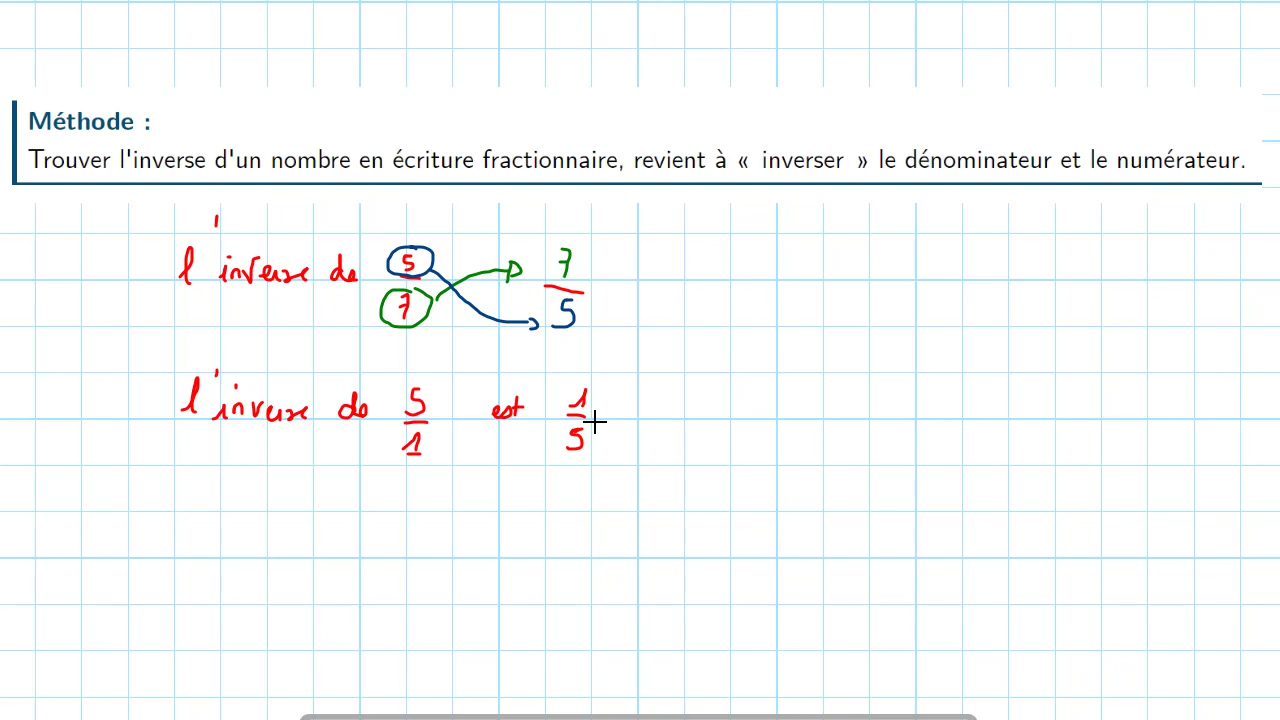 Méthode :
Trouver l'inverse d'un nombre en écriture fractionnaire, revient à « inverser » le dénominateur et le numérateur.
l'inverse de 5/7 7/5
l'inverse de 5/1 est 1/5